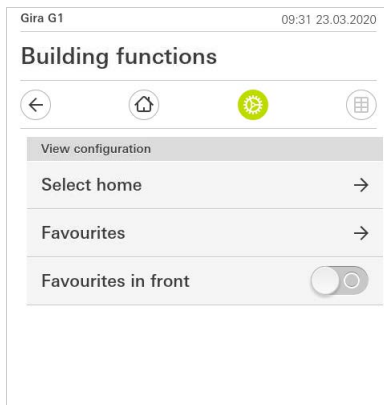 Gira G1 09:31 23.03.2020
Building functions
View configuration
Select home
Favourites
Favourites in front